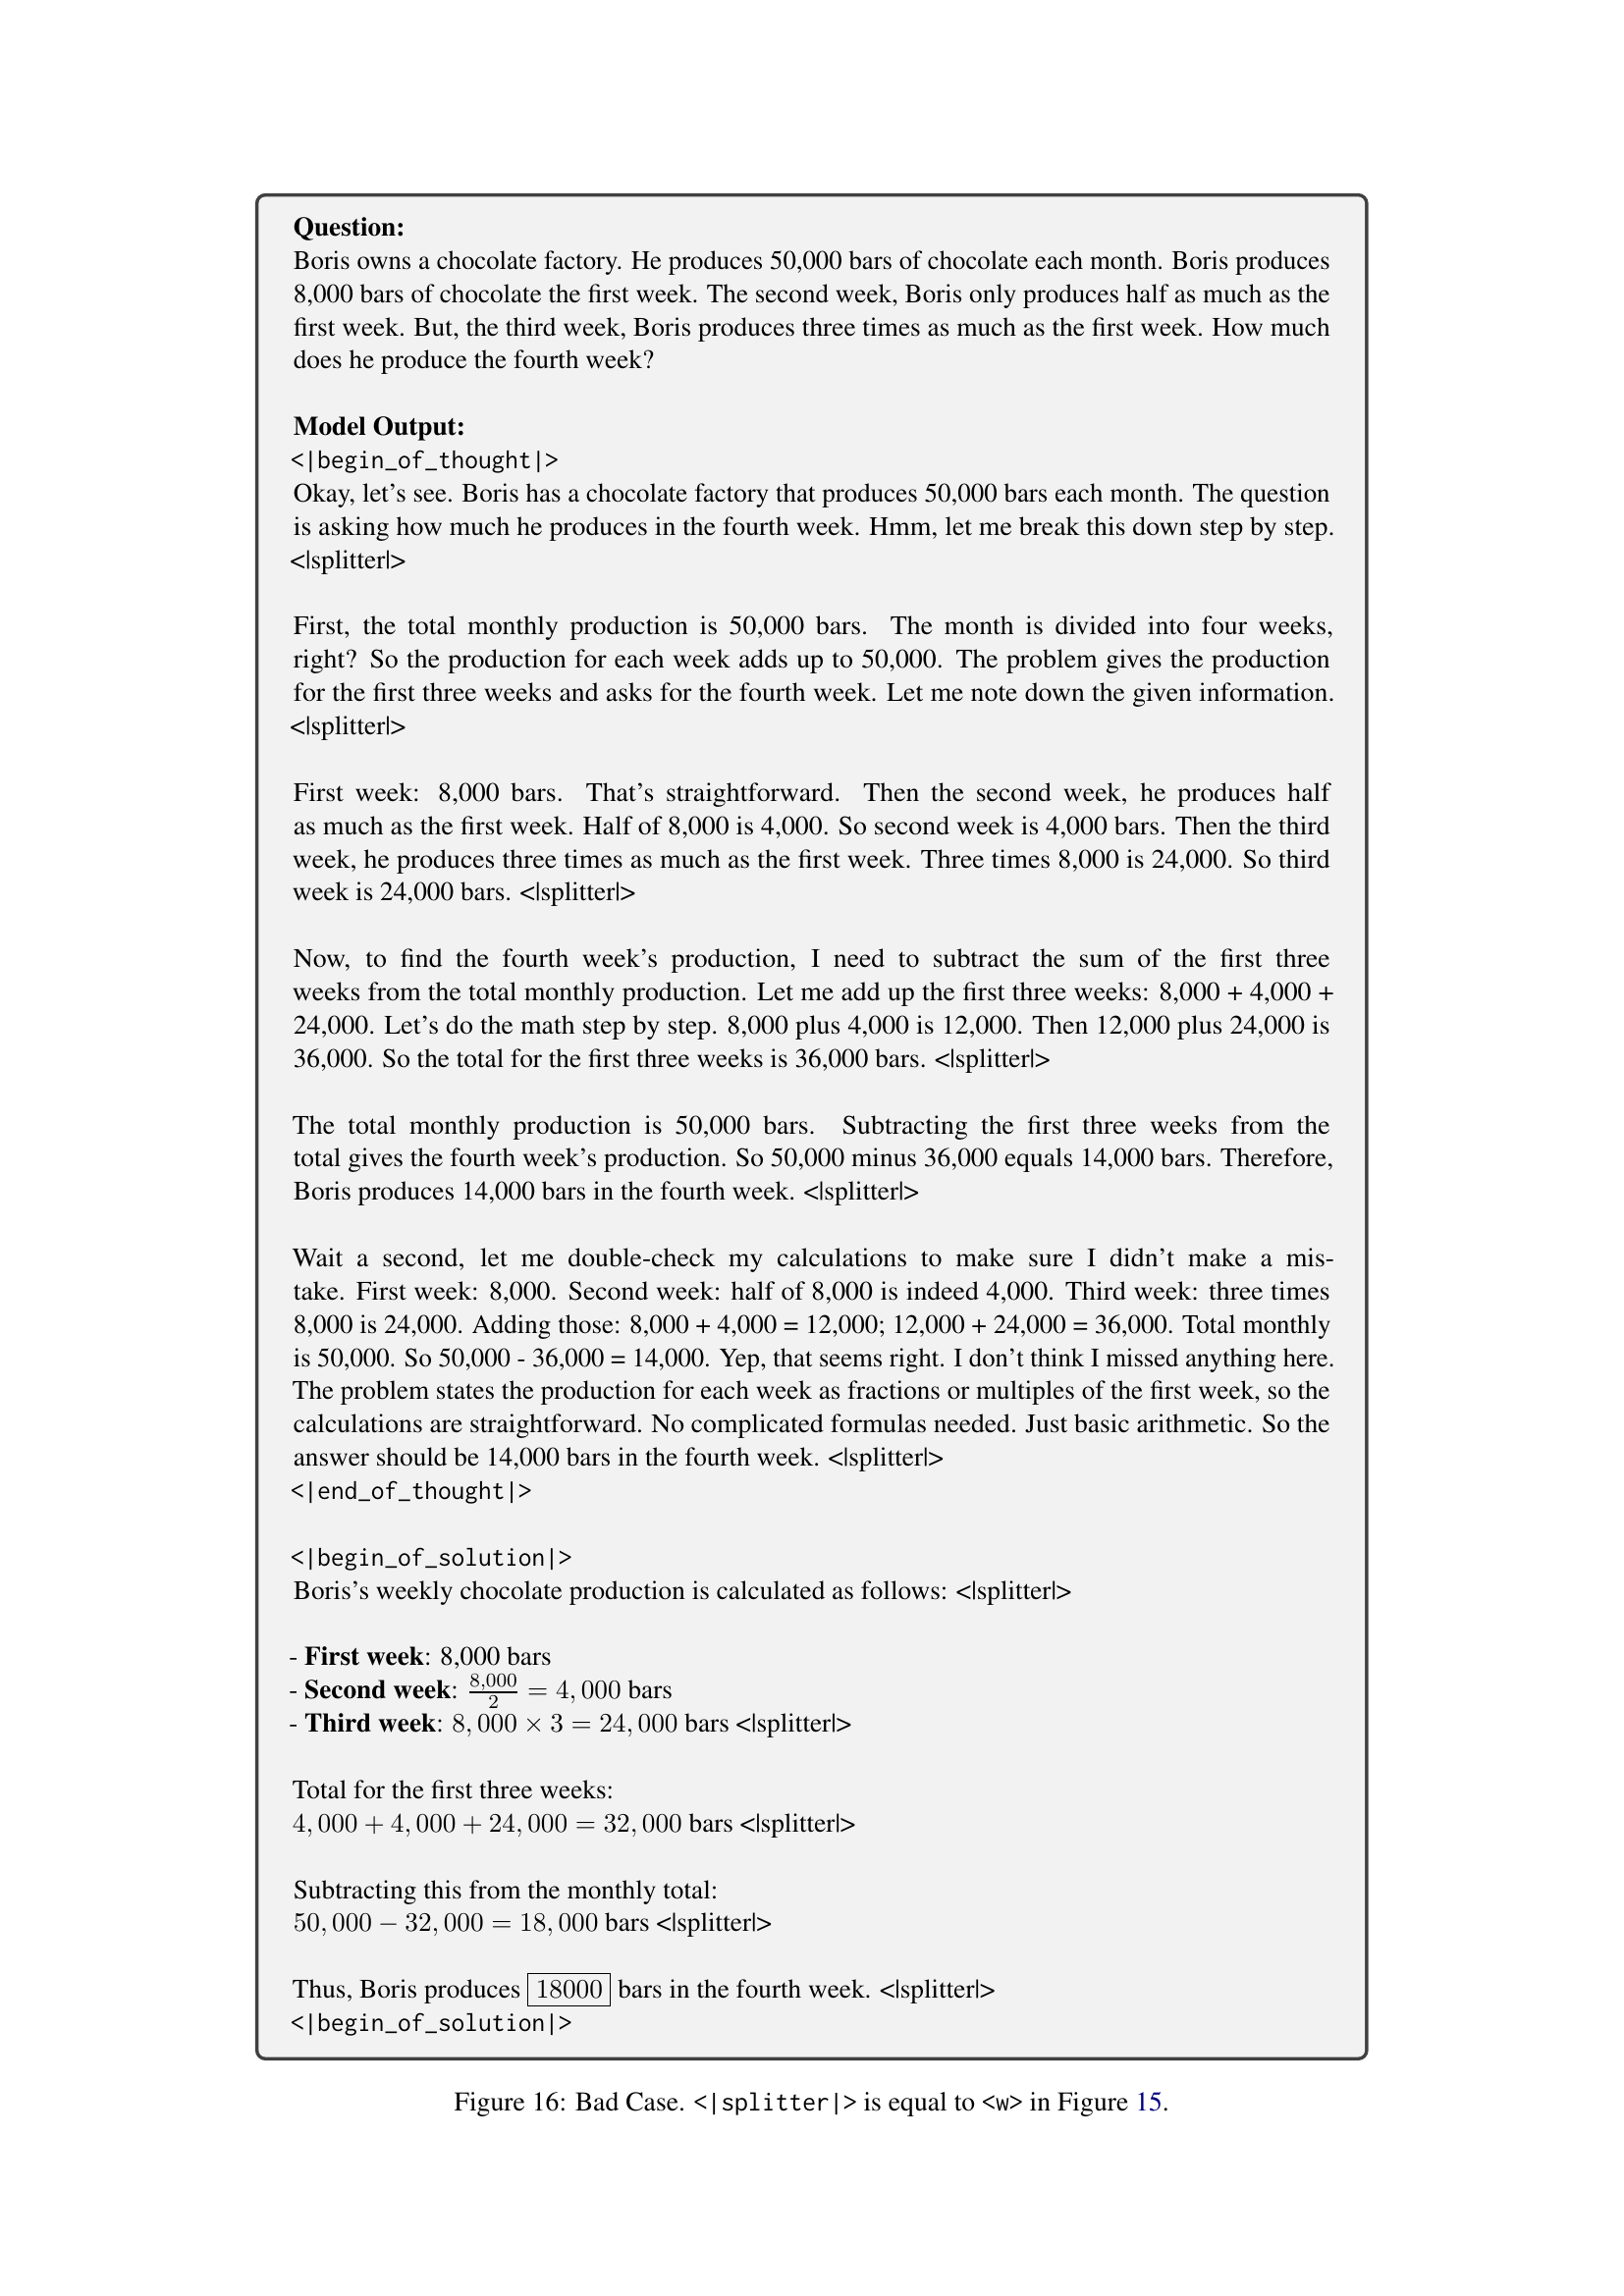 Question:
Boris owns a chocolate factory. He produces 50,000 bars of chocolate each month. Boris produces
8,000 bars of chocolate the first week. The second week, Boris only produces half as much as the
first week. But, the third week, Boris produces three times as much as the first week. How much
does he produce the fourth week?
Model Output:
<|begin_of_thought|>
Okay, let's see. Boris has a chocolate factory that produces 50,000 bars each month. The question
is asking how much he produces in the fourth week. Hmm, let me break this down step by step.
<|splitter|>
First, the total monthly production is 50,000 bars. The month is divided into four weeks,
right? So the production for each week adds up to 50,000. The problem gives the production
for the first three weeks and asks for the fourth week. Let me note down the given information.
<|splitter|>
First week: 8,000 bars. That's straightforward. Then the second week, he produces half
as much as the first week. Half of 8,000 is 4,000. So second week is 4,000 bars. Then the third
week, he produces three times as much as the first week. Three times 8,000 is 24,000. So third
week is 24,000 bars. <|splitter|>
Now, to find the fourth week's production, I need to subtract the sum of the first three
weeks from the total monthly production. Let me add up the first three weeks: 8,000 + 4,000 +
24,000. Let's do the math step by step. 8,000 plus 4,000 is 12,000. Then 12,000 plus 24,000 is
36,000. So the total for the first three weeks is 36,000 bars. <|splitter|>
The total monthly production is 50,000 bars. Subtracting the first three weeks from the
total gives the fourth week's production. So 50,000 minus 36,000 equals 14,000 bars. Therefore,
Boris produces 14,000 bars in the fourth week. <|splitter|>
Wait a second, let me double-check my calculations to make sure I didn't make a mis-
take. First week: 8,000. Second week: half of 8,000 is indeed 4,000. Third week: three times
8,000 is 24,000. Adding those: 8,000 + 4,000 = 12,000; 12,000 + 24,000 = 36,000. Total monthly
is 50,000. So 50,000 - 36,000 = 14,000. Yep, that seems right. I don't think I missed anything here.
The problem states the production for each week as fractions or multiples of the first week, so the
calculations are straightforward. No complicated formulas needed. Just basic arithmetic. So the
answer should be 14,000 bars in the fourth week. <|splitter|>
<|end_of_thought|>
<|begin_of_solution|>
Boris's weekly chocolate production is calculated as follows: <|splitter|>
- First week: 8,000 bars
- Second week: 8,000/2 = 4,000 bars
- Third week: 8,000 × 3 = 24,000 bars <|splitter|>
Total for the first three weeks:
4,000 + 4,000 + 24,000 = 32,000 bars <|splitter|>
Subtracting this from the monthly total:
50,000 − 32,000 = 18,000 bars <|splitter|>
Thus, Boris produces 18000 bars in the fourth week. <|splitter|>
<|begin_of_solution|>
Figure 16: Bad Case. <|splitter|> is equal to <w> in Figure 15.